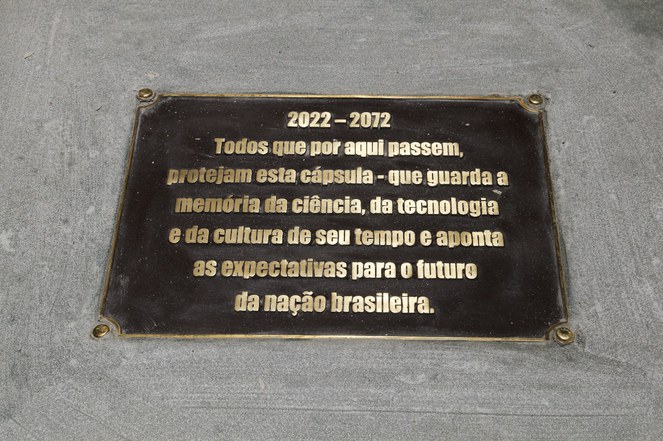 2022 – 2072
Todos que por aqui passem,
protejam esta cápsula - que guarda a
memória da ciência, da tecnologia
e da cultura de seu tempo e aponta
as expectativas para o futuro
da nação brasileira.